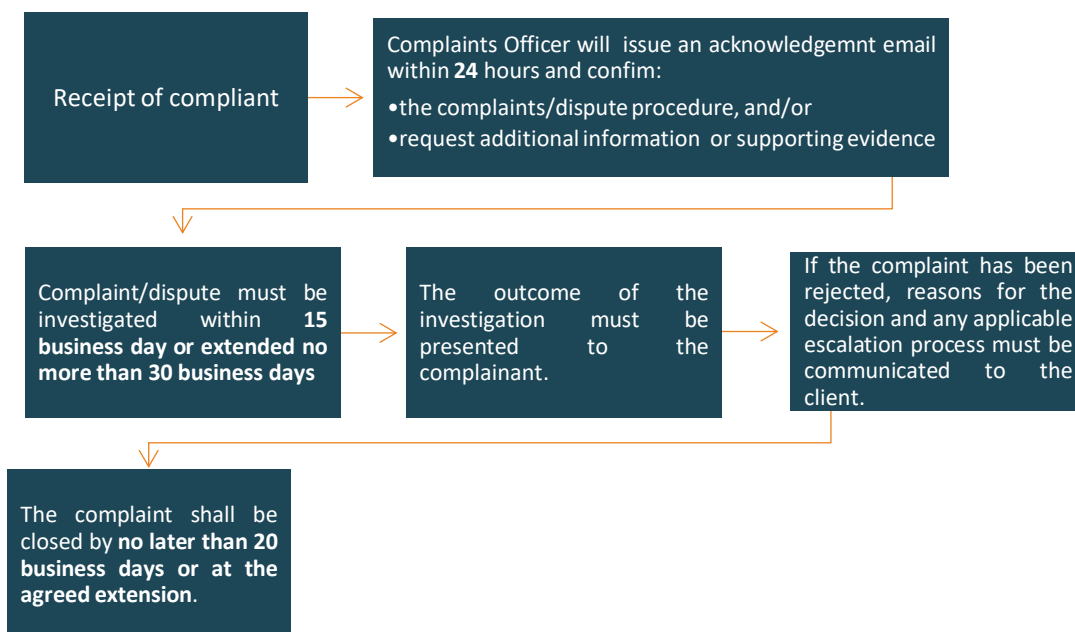 Receipt of compliant
Complaints Officer will issue an acknowledgemnt email
within 24 hours and confim:
•the complaints/dispute procedure, and/or
•request additional information or supporting evidence
Complaint/dispute must be
investigated within 15
business day or extended no
more than 30 business days
The outcome of the
investigation must be
presented to the
complainant.
If the complaint has been
rejected, reasons for the
decision and any applicable
escalation process must be
communicated to the
client.
The complaint shall be
closed by no later than 20
business days or at the
agreed extension.